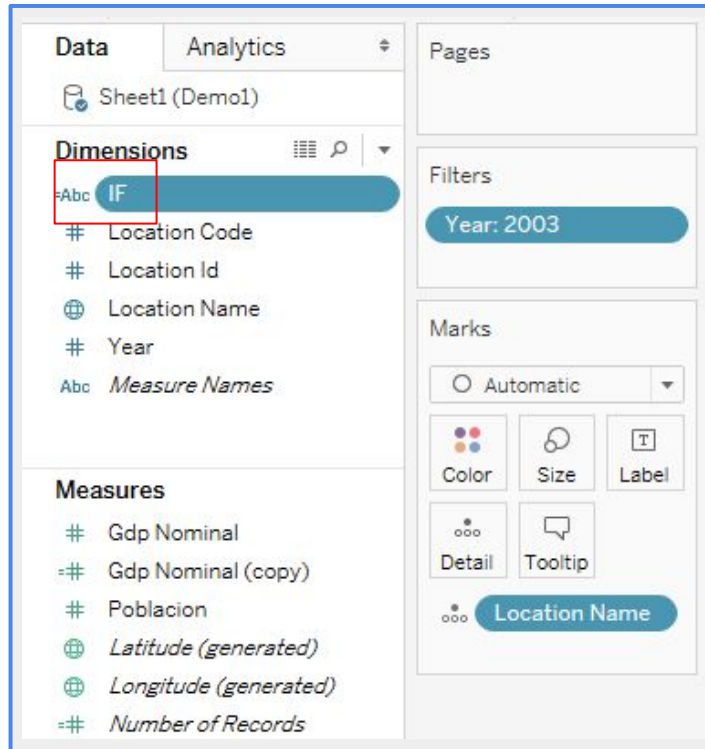 Data
Analytics
Sheet1 (Demo1)
Dimensions
=Abc IF
# Location Code
# Location Id
Location Name
# Year
Abc Measure Names
Measures
# Gdp Nominal
=# Gdp Nominal (copy)
# Poblacion
Latitude (generated)
Longitude (generated)
=# Number of Records
Pages
Filters
Year: 2003
Marks
Automatic
Color Size T Label
Detail Tooltip
Location Name